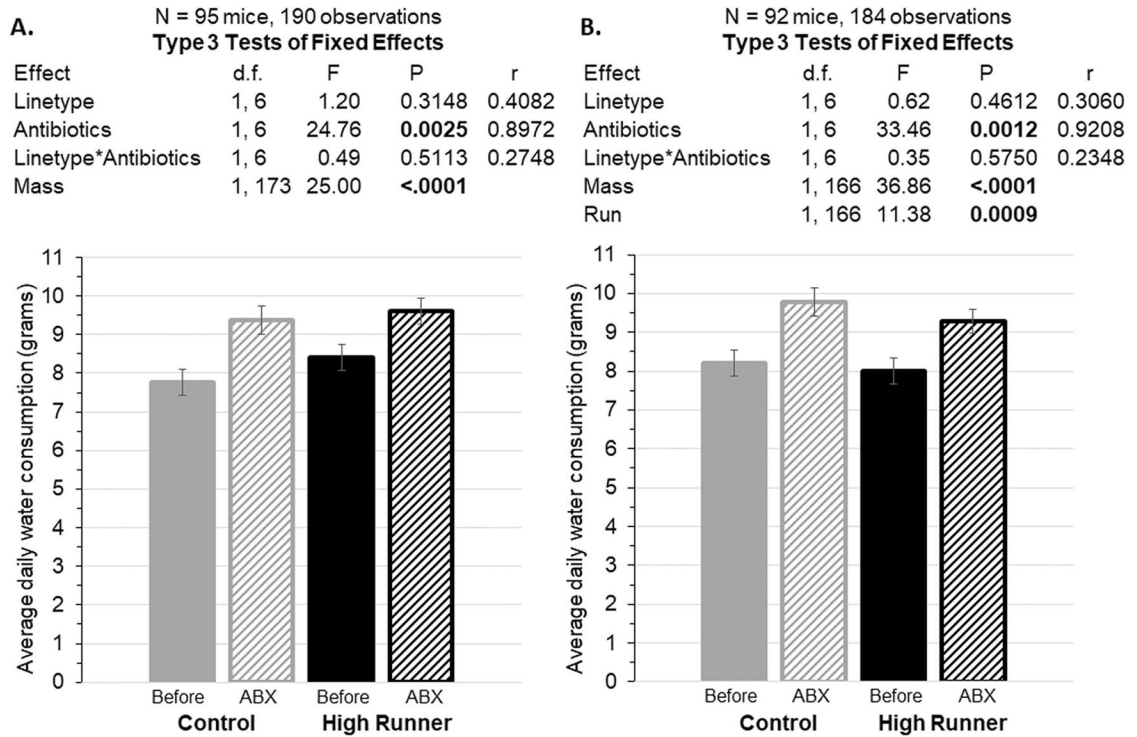 A.
N = 95 mice, 190 observations
Type 3 Tests of Fixed Effects
Effect d.f. F P r
Linetype 1, 6 1.20 0.3148 0.4082
Antibiotics 1, 6 24.76 0.0025 0.8972
Linetype*Antibiotics 1, 6 0.49 0.5113 0.2748
Mass 1, 173 25.00 <.0001
Average daily water consumption (grams)
11
10
9
8
7
6
5
4
3
2
1
0
Before ABX Before ABX
Control High Runner
B.
N = 92 mice, 184 observations
Type 3 Tests of Fixed Effects
Effect d.f. F P r
Linetype 1, 6 0.62 0.4612 0.3060
Antibiotics 1, 6 33.46 0.0012 0.9208
Linetype*Antibiotics 1, 6 0.35 0.5750 0.2348
Mass 1, 166 36.86 <.0001
Run 1, 166 11.38 0.0009
Average daily water consumption (grams)
11
10
9
8
7
6
5
4
3
2
1
0
Before ABX Before ABX
Control High Runner